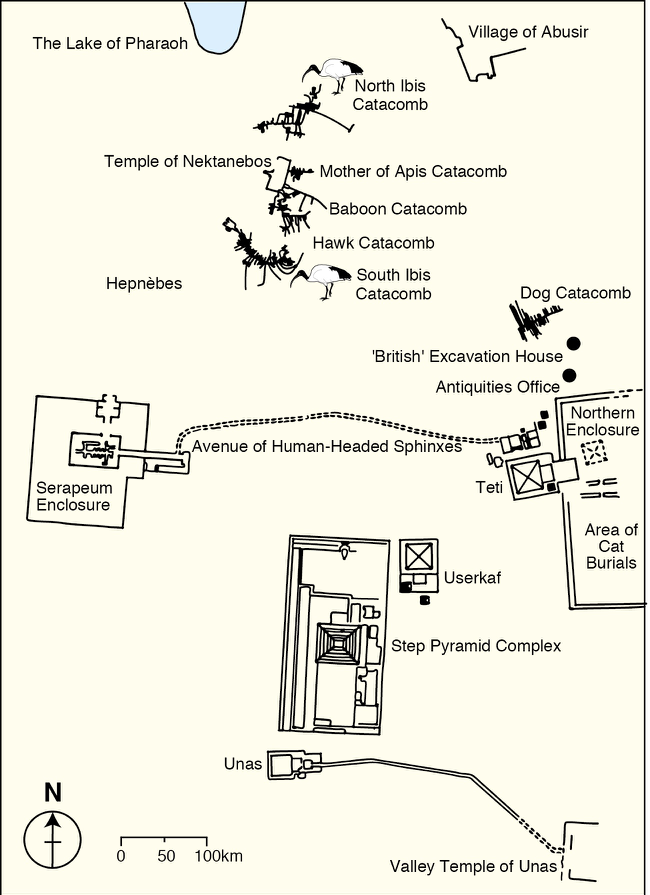 The Lake of Pharaoh
Village of Abusir
North Ibis
Catacomb
Temple of Nektanebos
Mother of Apis Catacomb
Baboon Catacomb
Hawk Catacomb
Hepnèbes
South Ibis
Catacomb
Dog Catacomb
'British' Excavation House
Antiquities Office
Northern
Enclosure
Avenue of Human-Headed Sphinxes
Serapeum
Enclosure
Teti
Area of
Cat
Burials
Userkaf
Step Pyramid Complex
Unas
N
0 50 100km
Valley Temple of Unas